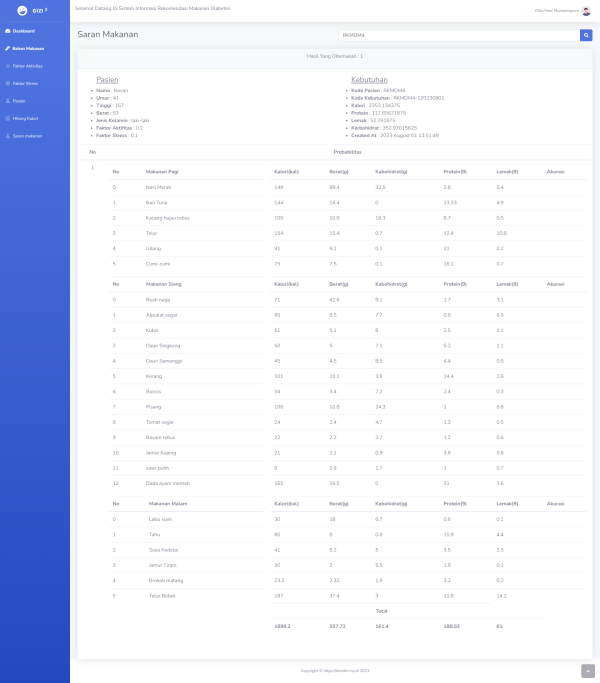 GIZI ²
Selamat Datang Di Sistem Informasi Rekomendasi Makanan Diabetes
Dashboard
Bahan Makanan
Faktor Aktivitas
Faktor Stress
Pasien
Hitung Kalori
Saran makanan
Saran Makanan
RKMDM4
Hasil Yang Ditemukan : 1
Pasien
Nama : Novan
Umur : 41
Tinggi : 167
Berat : 53
Jenis Kelamin : laki-laki
Faktor Aktifitas : 0.2
Faktor Stress : 0.1
Kebutuhan
Kode Pasien : RKMDM4
Kode Kebutuhan : RKMDM4-120230801
Kalori : 2353.134375
Protein : 117.65671875
Lemak : 52.291875
Karbohidrat : 352.97015625
Created At : 2023 August 01 13:51:49
No Probabilitas
1
No Makanan Pagi Kalori(kal) Berat(g) Kabohidrat(g) Protein(9) Lemak(9) Akurasi
0 Nasi Merah 149 89.4 32.5 2.8 0.4
1 Ikan Tuna 144 14.4 0 23.33 4.9
2 Kacang hijau rebus 109 10.9 18.3 8.7 0.5
3 Telur 154 15.4 0.7 12.4 10.8
4 Udang 91 9.1 0.1 21 0.2
5 Cumi-cumi 75 7.5 0.1 16.1 0.7
No Makanan Siang Kalori(kal) Berat(g) Kabohidrat(g) Protein(9) Lemak(9) Akurasi
0 Buah naga 71 42.6 9.1 1.7 3.1
1 Alpukat segar 85 8.5 7.7 0.9 6.5
2 Kubis 51 5.1 8 2.5 1.1
3 Daun Singkong 50 5 7.1 6.2 1.1
4 Daun Semanggi 45 4.5 8.5 4.4 0.5
5 Kerang 101 10.1 3.9 14.4 2.6
6 Buncis 34 3.4 7.2 2.4 0.3
7 Pisang 108 10.8 24.3 1 0.8
8 Tomat segar 24 2.4 4.7 1.3 0.5
9 Bayam rebus 22 2.2 3.7 1.2 0.6
10 Jamur Kuping 21 2.1 0.9 3.8 0.6
11 sawi putih 9 0.9 1.7 1 0.7
12 Dada ayam mentah 165 16.5 0 31 3.6
No Makanan Malam Kalori(kal) Berat(g) Kabohidrat(g) Protein(9) Lemak(9) Akurasi
0 Labu siam 30 18 6.7 0.6 0.1
1 Tahu 80 8 0.8 10.9 4.4
2 Susu Kedelai 41 8.2 5 3.5 2.5
3 Jamur Tiram 30 3 5.5 1.9 0.1
4 Brokoli matang 23.2 2.32 1.9 3.2 0.2
5 Telur Bebek 187 37.4 3 11.8 14.2
Total
1899.2 337.72 161.4 188.03 61